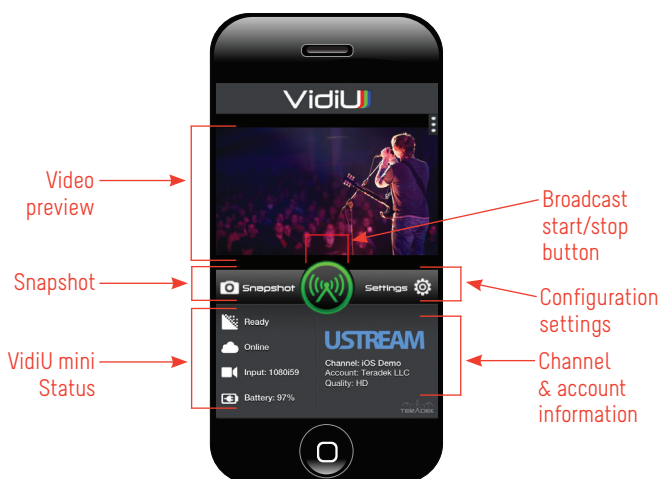 VidiU
Video
preview
Broadcast
start/stop
button
Snapshot
Snapshot
Settings
Configuration
settings
VidiU mini
Status
Ready
Online
Input: 1080i59
Battery: 97%
USTREAM
Channel: iOS Demo
Account: Teradek LLC
Quality: HD
TERADEK
Channel
& account
information